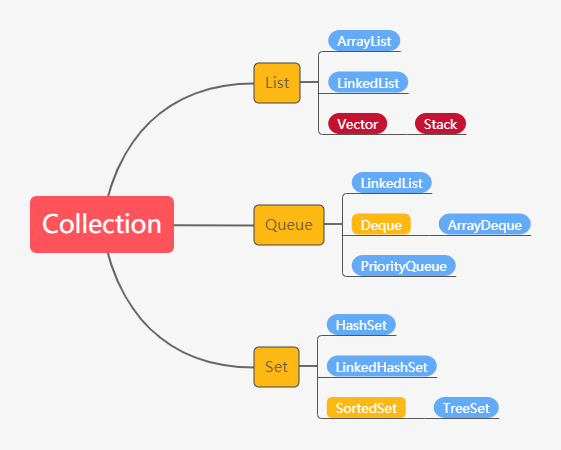 Collection
List
ArrayList
LinkedList
Vector
Stack
Queue
LinkedList
Deque
ArrayDeque
PriorityQueue
Set
HashSet
LinkedHashSet
SortedSet
TreeSet